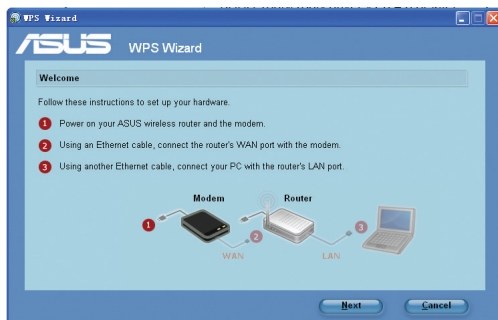 WPS Wizard
ASUS WPS Wizard
Welcome
Follow these instructions to set up your hardware.
1 Power on your ASUS wireless router and the modem.
2 Using an Ethernet cable, connect the router's WAN port with the modem.
3 Using another Ethernet cable, connect your PC with the router's LAN port.
Modem Router
1 2 3
WAN LAN
Next Cancel